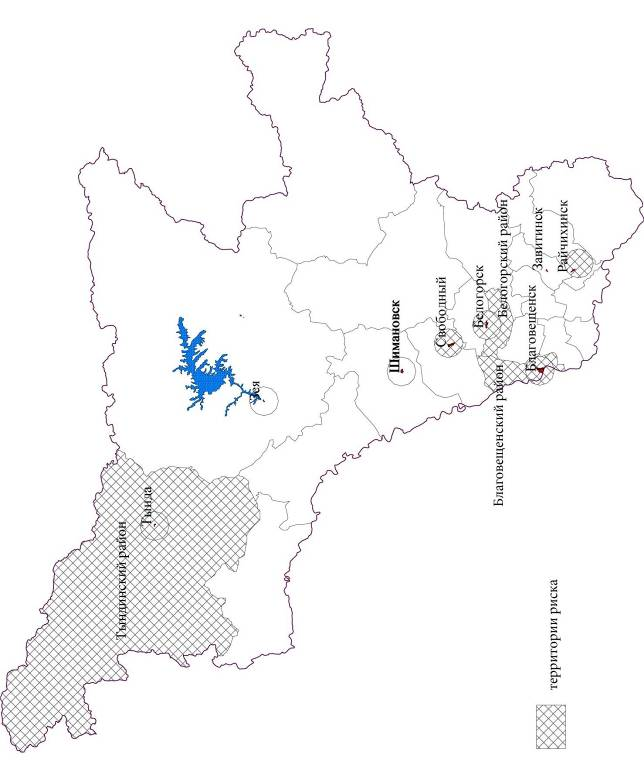 Тындинский район
Тында
Зея
Шимановск
Свободный
Белогорск
Белогорский район
Завитинск
Райчихинск
Благовещенск
Благовещенский район
территории риска